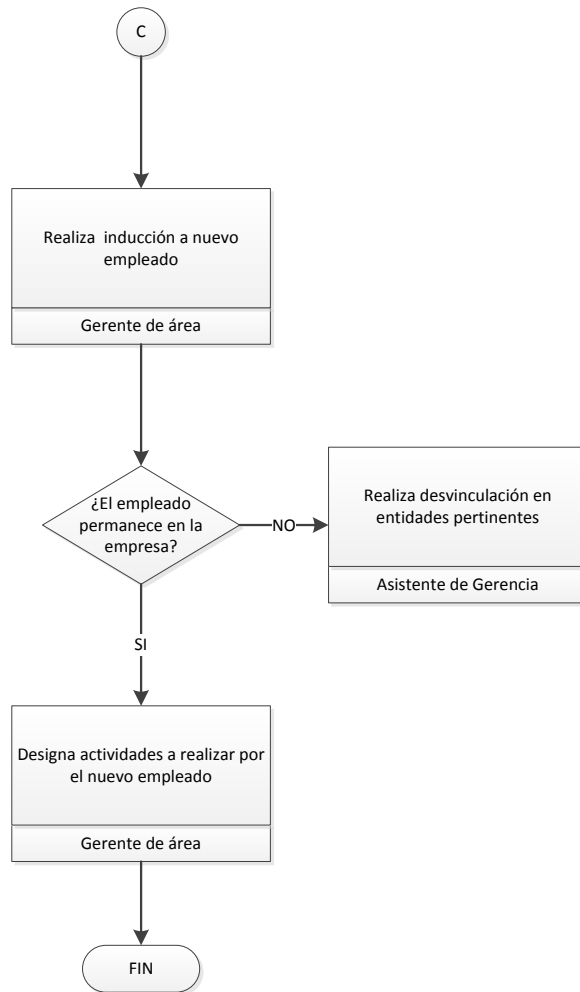 C
Realiza inducción a nuevo
empleado
Gerente de área
¿El empleado
permanece en la
empresa?
NO
Realiza desvinculación en
entidades pertinentes
Asistente de Gerencia
SI
Designa actividades a realizar por
el nuevo empleado
Gerente de área
FIN